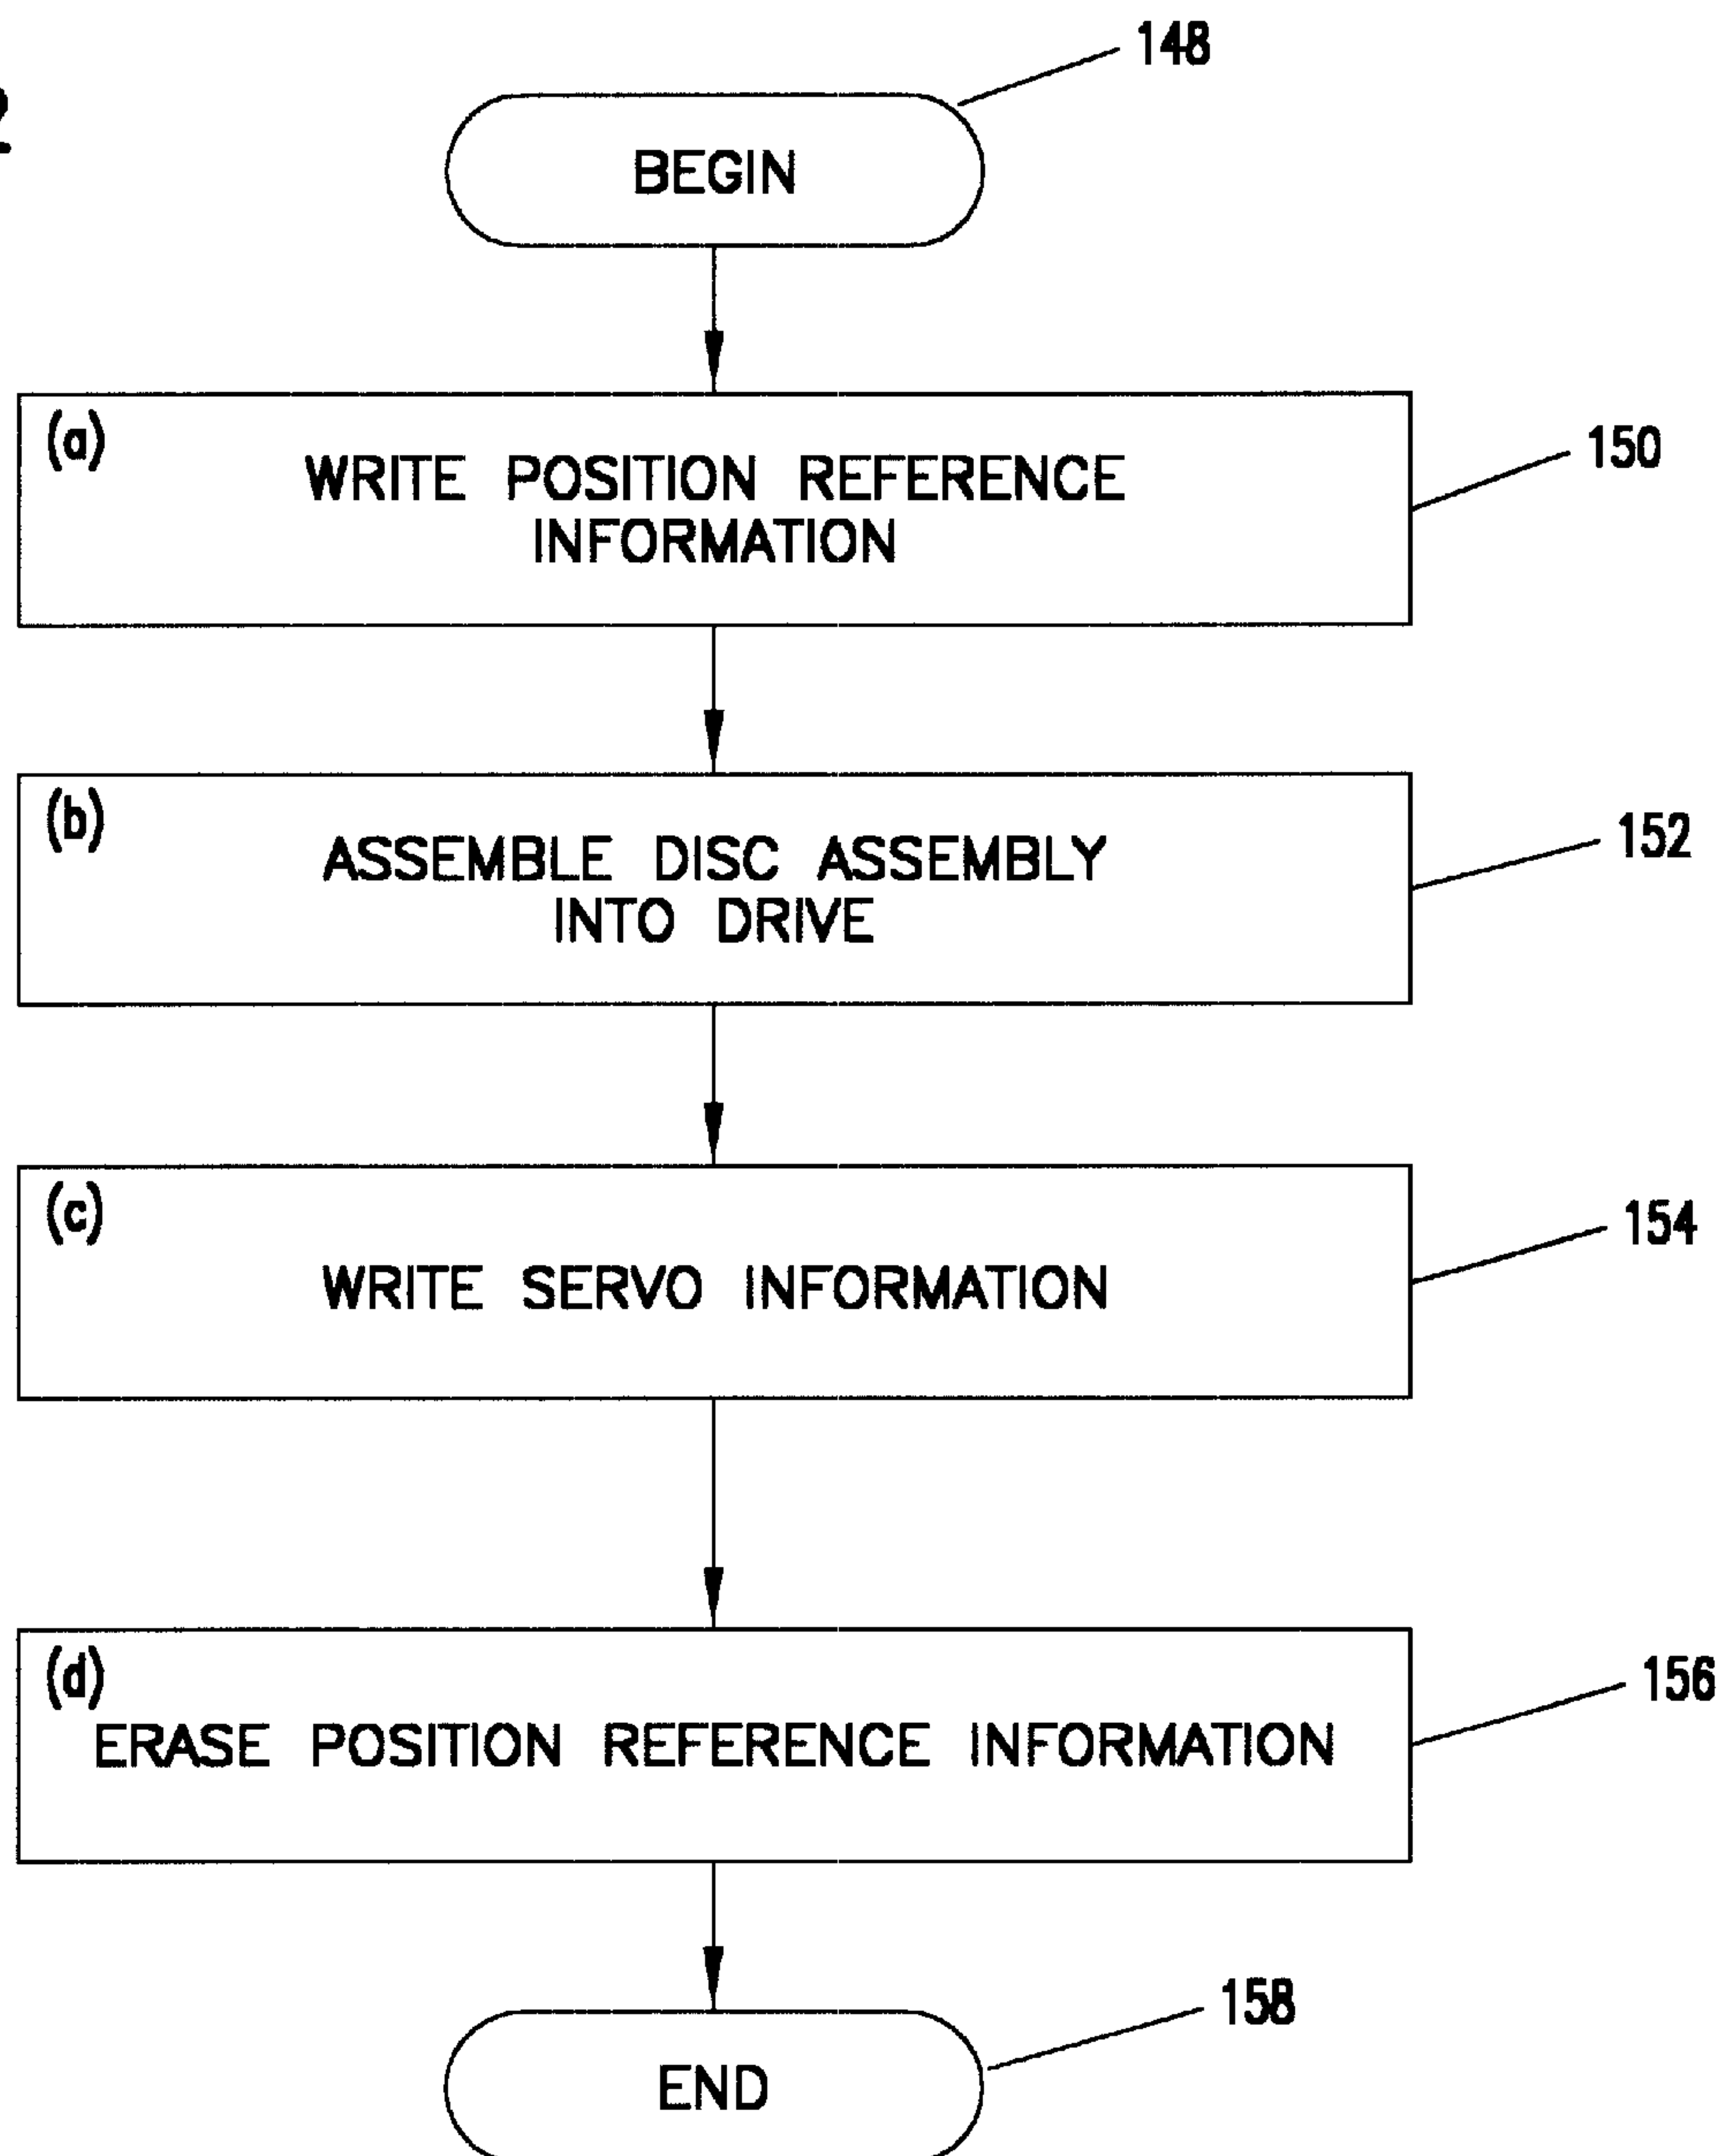 148
BEGIN
(a)
WRITE POSITION REFERENCE
INFORMATION
150
(b)
ASSEMBLE DISC ASSEMBLY
INTO DRIVE
152
(c)
WRITE SERVO INFORMATION
154
(d)
ERASE POSITION REFERENCE INFORMATION
156
158
END